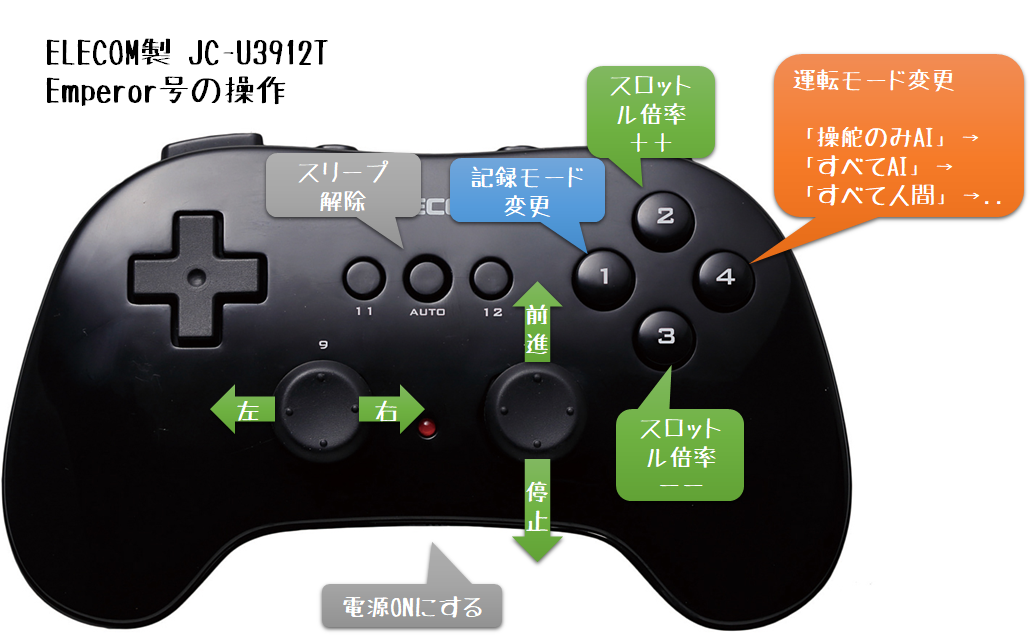 ELECOM製 JC-U3912T
Emperor号の操作
スロット
ル倍率
++
運転モード変更
「操舵のみAI」→
「すべてAI」→
「すべて人間」→..
スリープ
解除
記録モード
変更
EC
2
1
4
3
11
AUTO
12
9
前
進
左
右
スロット
ル倍率
−−
停
止
電源ONにする